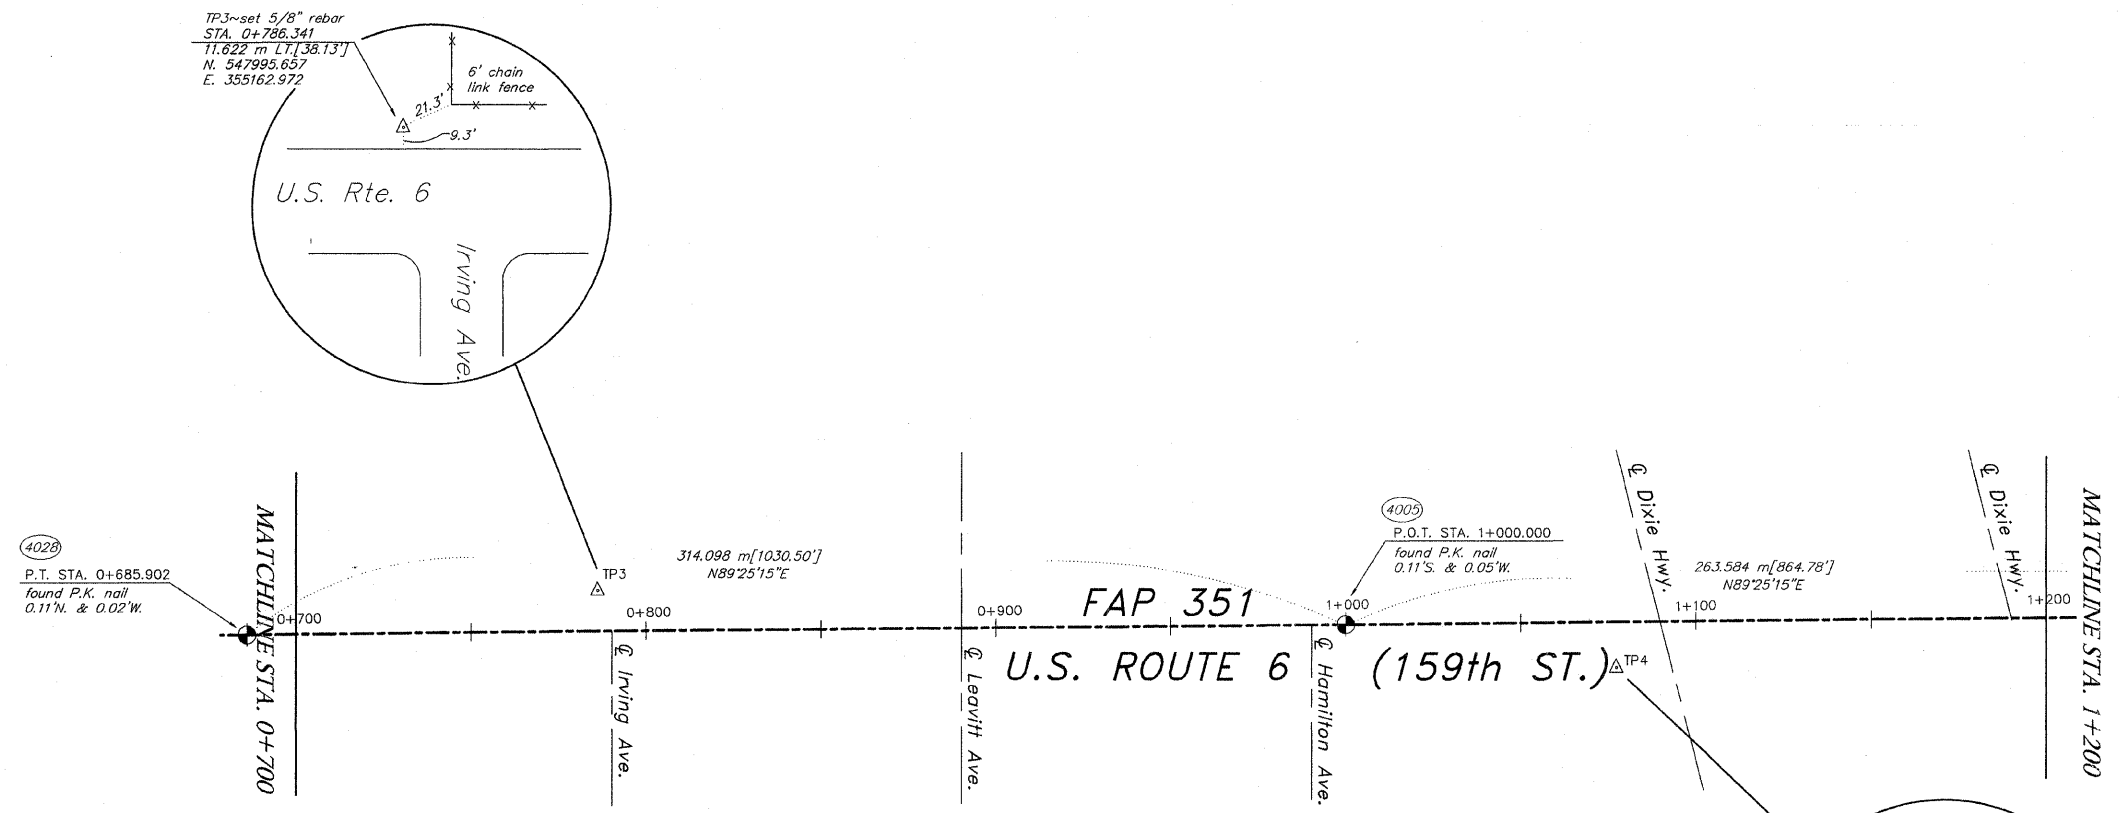 TP3~set 5/8" rebar
STA. 0+786.341
11.622 m LT.[38.13']
N. 547995.657
E. 355162.972
6' chain
link fence
21.3'
9.3'
U.S. Rte. 6
Irving Ave.
4028
P.T. STA. 0+685.902
found P.K. nail
0.11'N. & 0.02'W.
MATCHLINE STA. 0+700
0+700
TP3
314.098 m[1030.50']
N89°25'15"E
0+800
℄ Irving Ave.
0+900
℄ Leavitt Ave.
FAP 351
U.S. ROUTE 6 (159th ST.)
4005
P.O.T. STA. 1+000.000
found P.K. nail
0.11'S. & 0.05'W.
1+000
℄ Hamilton Ave.
TP4
℄ Dixie Hwy.
263.584 m[864.78']
N89°25'15"E
1+100
℄ Dixie Hwy.
1+200
MATCHLINE STA. 1+200